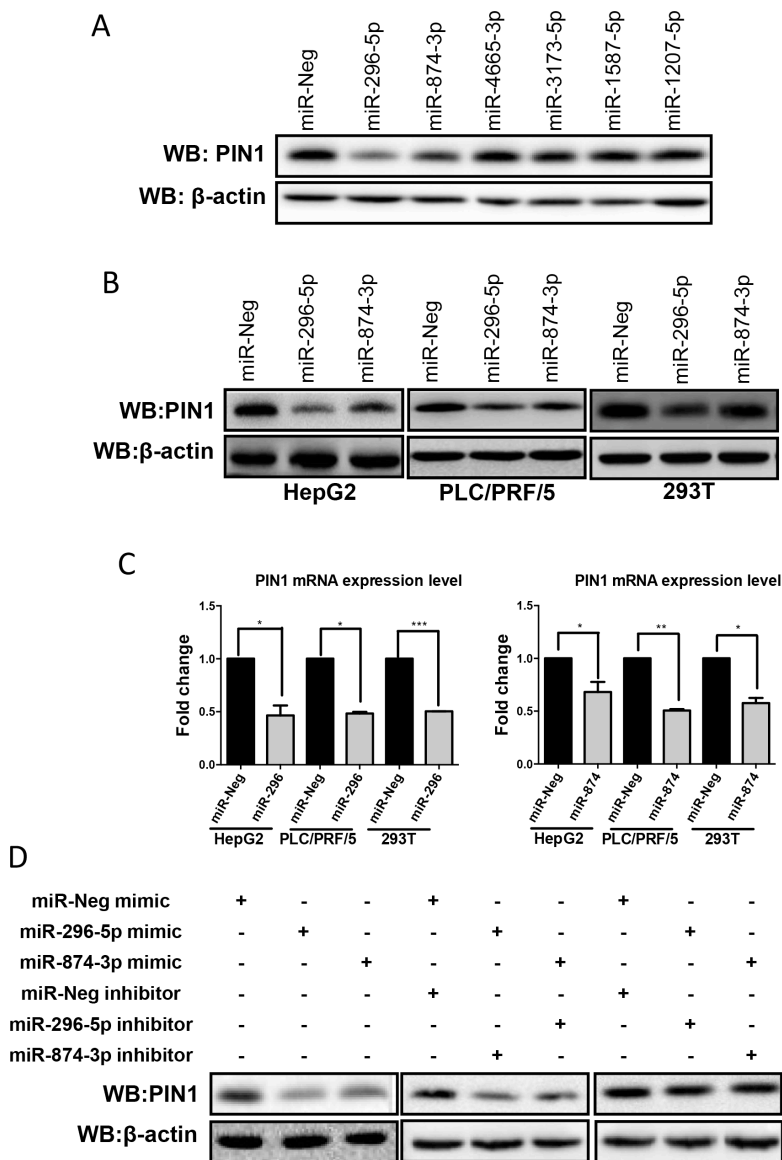 A
miR-Neg
miR-296-5p
miR-874-3p
miR-4665-3p
miR-3173-5p
miR-1587-5p
miR-1207-5p
WB: PIN1
WB: β-actin
B
miR-Neg
miR-296-5p
miR-874-3p
miR-Neg
miR-296-5p
miR-874-3p
miR-Neg
miR-296-5p
miR-874-3p
WB:PIN1
WB:β-actin
HepG2 PLC/PRF/5 293T
C
PIN1 mRNA expression level
Fold change
1.5
1.0
0.5
0.0
* * ***
miR-Neg
miR-296
miR-Neg
miR-296
miR-Neg
miR-296
HepG2 PLC/PRF/5 293T
PIN1 mRNA expression level
Fold change
1.5
1.0
0.5
0.0
* ** *
miR-Neg
miR-874
miR-Neg
miR-874
miR-Neg
miR-874
HepG2 PLC/PRF/5 293T
D
miR-Neg mimic + - - + - - + - -
miR-296-5p mimic - + - - + - - + -
miR-874-3p mimic - - + - - + - - +
miR-Neg inhibitor - - - + - - + - -
miR-296-5p inhibitor - - - - - + - + -
miR-874-3p inhibitor - - - - + - - - +
WB:PIN1
WB:β-actin